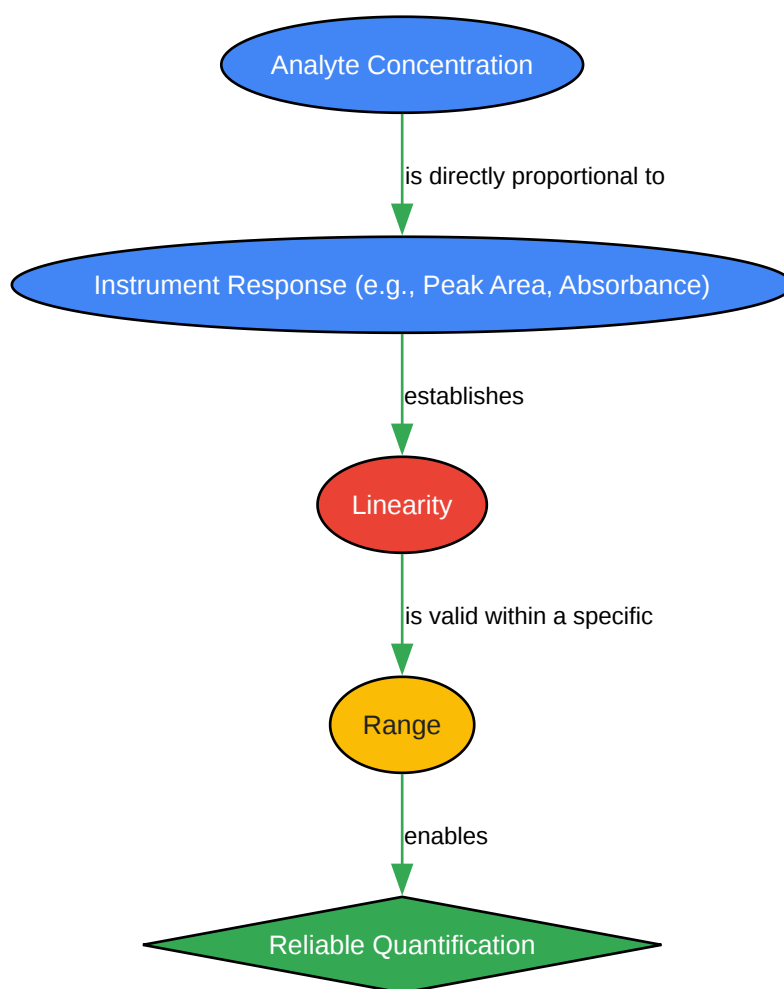 Analyte Concentration
is directly proportional to
Instrument Response (e.g., Peak Area, Absorbance)
establishes
Linearity
is valid within a specific
Range
enables
Reliable Quantification